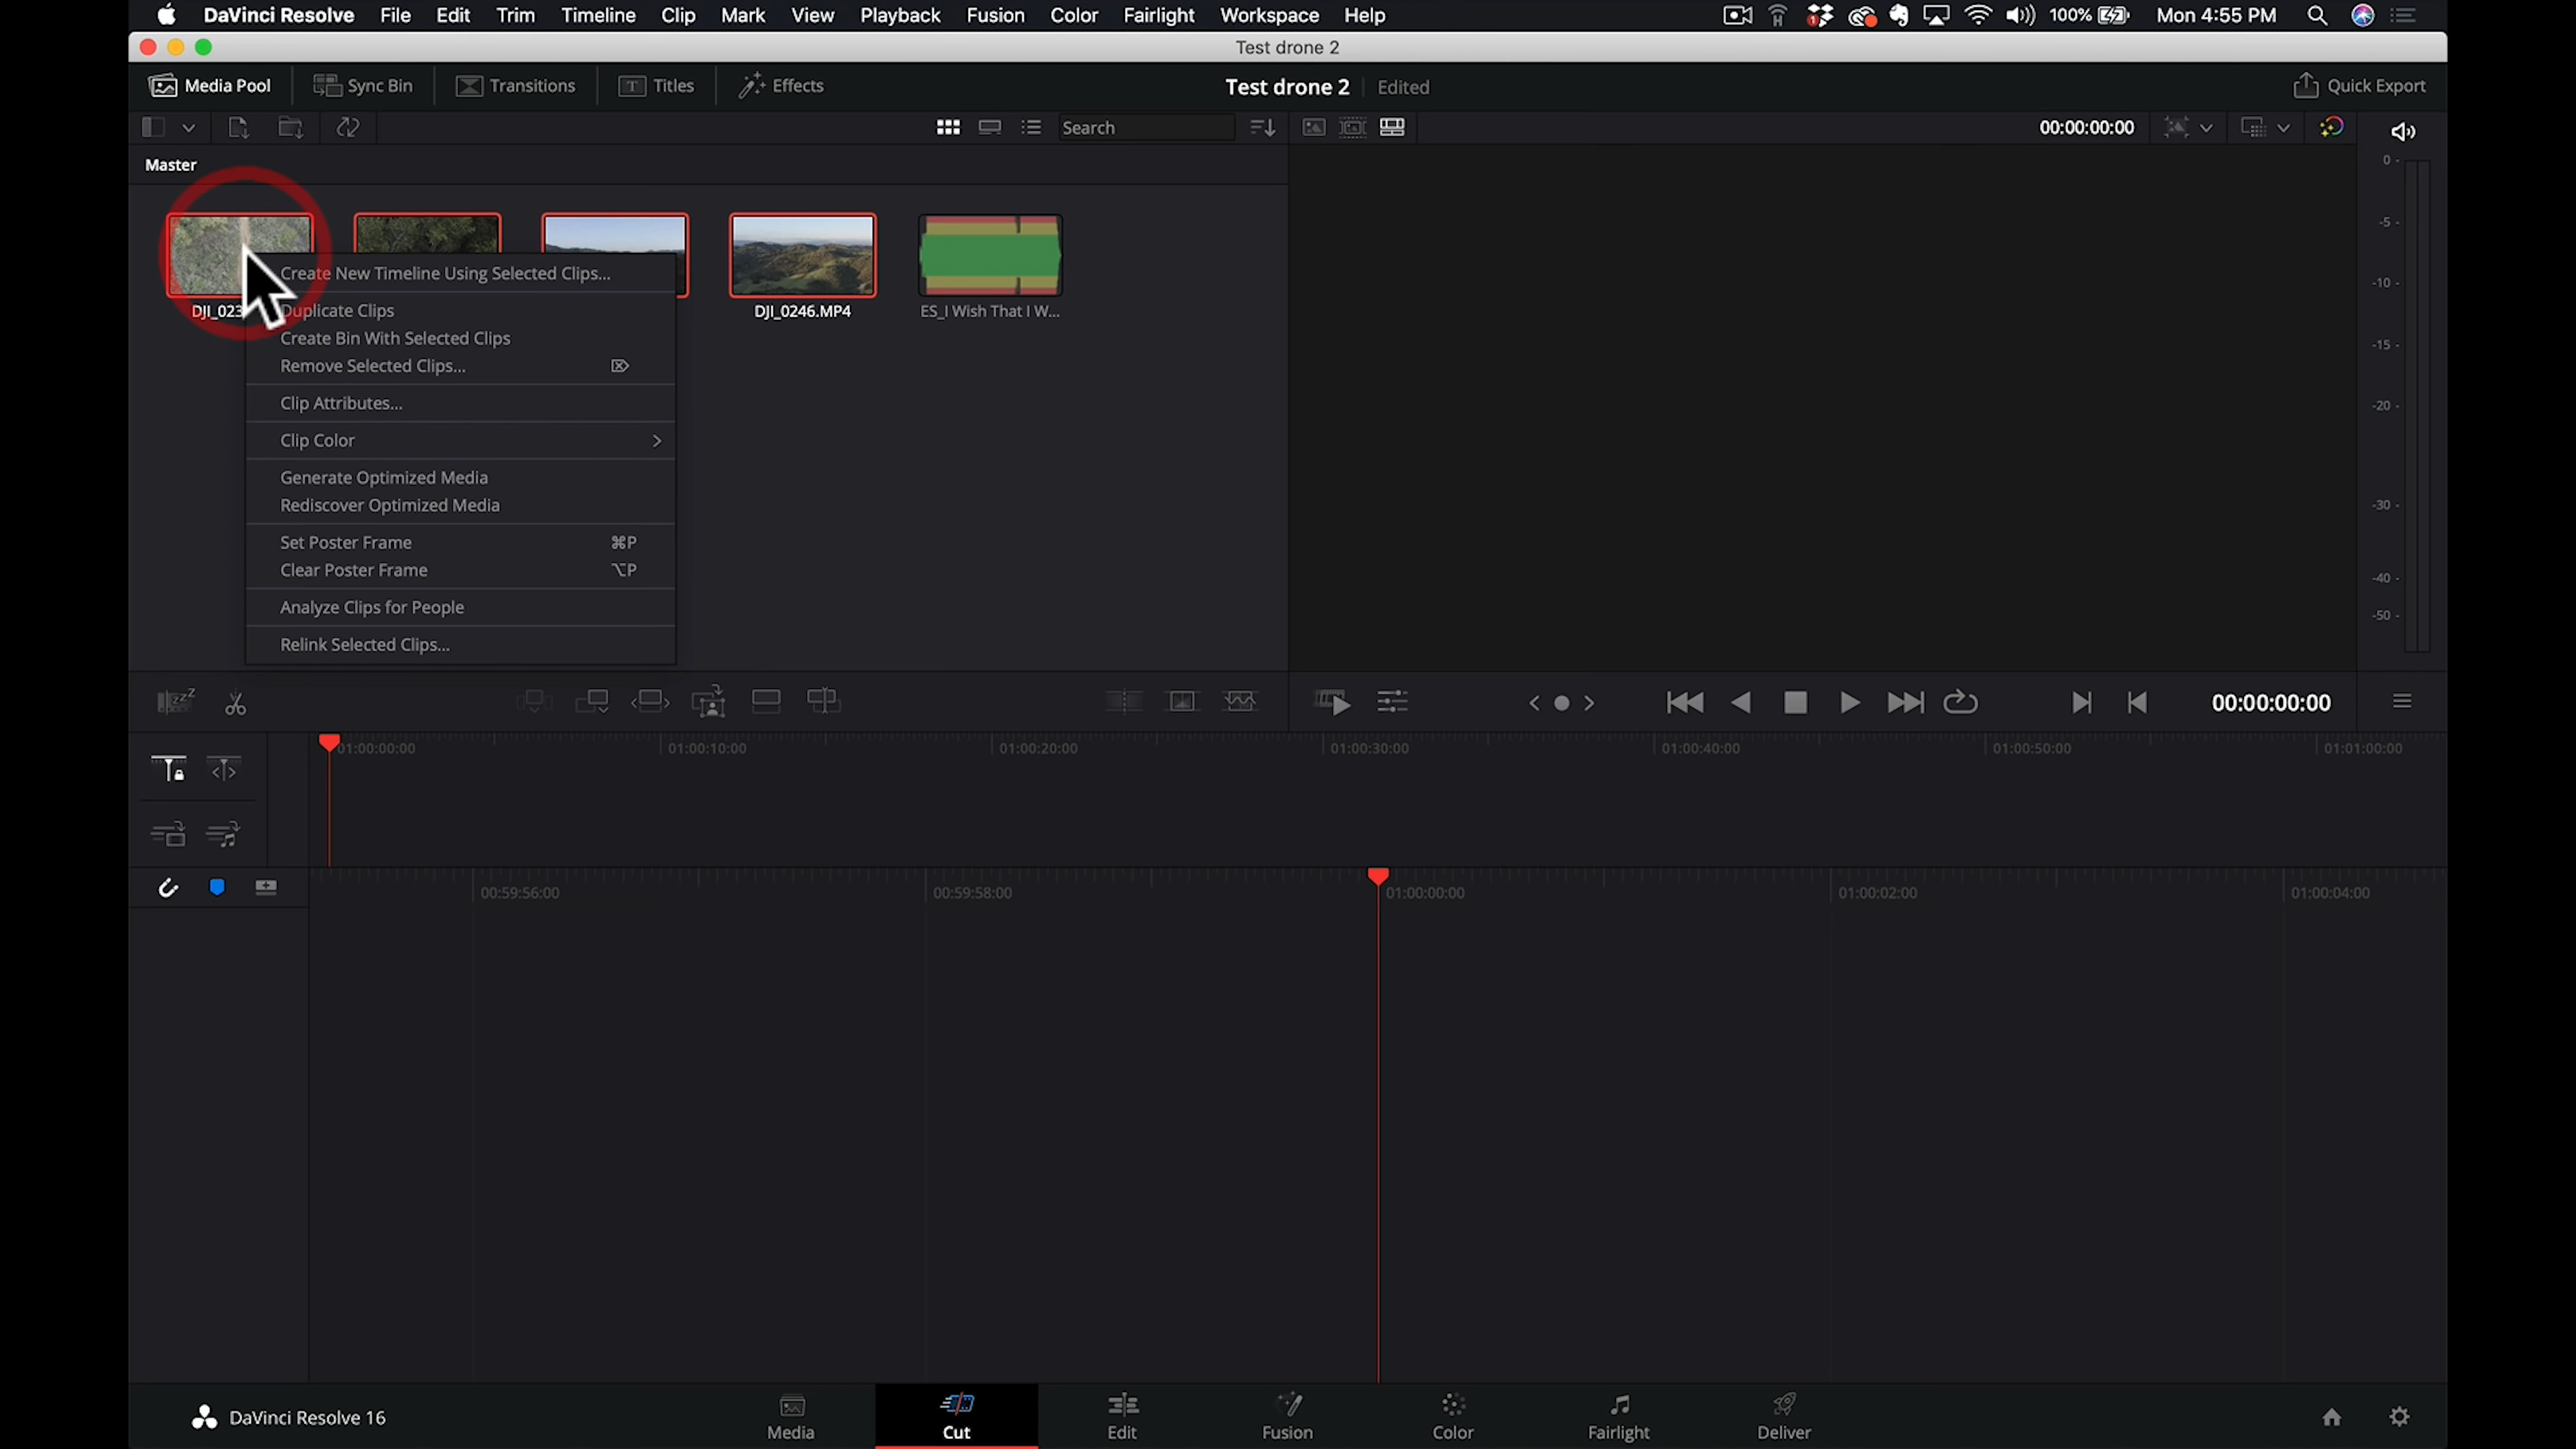 DaVinci Resolve File Edit Trim Timeline Clip Mark View Playback Fusion Color Fairlight Workspace Help 1 100% Mon 4:55 PM
Test drone 2
Media Pool Sync Bin Transitions Titles Effects Test drone 2 Edited Quick Export
Search 00:00:00:00
Master
0
-5
-10
-15
-20
-30
-40
-50
DJI_023 DJI_0246.MP4 ES_I Wish That I W...
Create New Timeline Using Selected Clips...
Duplicate Clips
Create Bin With Selected Clips
Remove Selected Clips...
Clip Attributes...
Clip Color
Generate Optimized Media
Rediscover Optimized Media
Set Poster Frame ⌘P
Clear Poster Frame ⌥P
Analyze Clips for People
Relink Selected Clips...
00:00:00:00
01:00:00:00 01:00:10:00 01:00:20:00 01:00:30:00 01:00:40:00 01:00:50:00 01:01:00:00
00:59:56:00 00:59:58:00 01:00:00:00 01:00:02:00 01:00:04:00
DaVinci Resolve 16
Media Cut Edit Fusion Color Fairlight Deliver